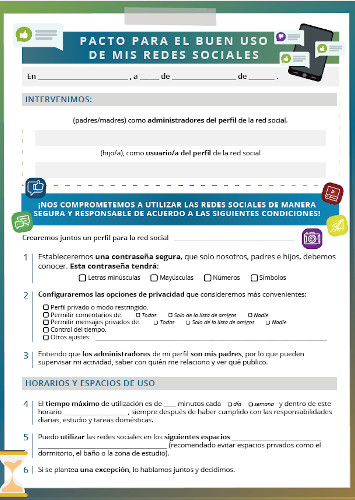 PACTO PARA EL BUEN USO
DE MIS REDES SOCIALES
En ____________________, a ____ de ______________ de ______ .
INTERVENIMOS:
(padres/madres) como administradores del perfil de la red social.
(hijo/a), como usuario/a del perfil de la red social
¡NOS COMPROMETEMOS A UTILIZAR LAS REDES SOCIALES DE MANERA
SEGURA Y RESPONSABLE DE ACUERDO A LAS SIGUIENTES CONDICIONES!
Crearemos juntos un perfil para la red social ______________________________
1 Estableceremos una contraseña segura, que solo nosotros, padres e hijos, debemos
conocer. Esta contraseña tendrá:
☐ Letras minúsculas ☐ Mayúsculas ☐ Números ☐ Símbolos
2 Configuraremos las opciones de privacidad que consideremos más convenientes:
☐ Perfil privado o modo restringido.
☐ Permitir comentarios de: ☐ Todos ☐ Solo de la lista de amigos ☐ Nadie
☐ Permitir mensajes privados de: ☐ Todos ☐ Solo de la lista de amigos ☐ Nadie
☐ Control del tiempo.
☐ Otros ajustes: ______________________________
3 Entiendo que los administradores de mi perfil son mis padres, por lo que pueden
supervisar mi actividad, saber con quién me relaciono y ver qué publico.
HORARIOS Y ESPACIOS DE USO
4 El tiempo máximo de utilización es de ____ minutos cada ☐ día ☐ semana y dentro de este
horario ______________, siempre después de haber cumplido con las responsabilidades
diarias, estudio y tareas domésticas.
5 Puedo utilizar las redes sociales en los siguientes espacios ____________________
______________________________ (recomendado evitar espacios privados como el
dormitorio, el baño o la zona de estudio).
6 Si se plantea una excepción, lo hablamos juntos y decidimos.